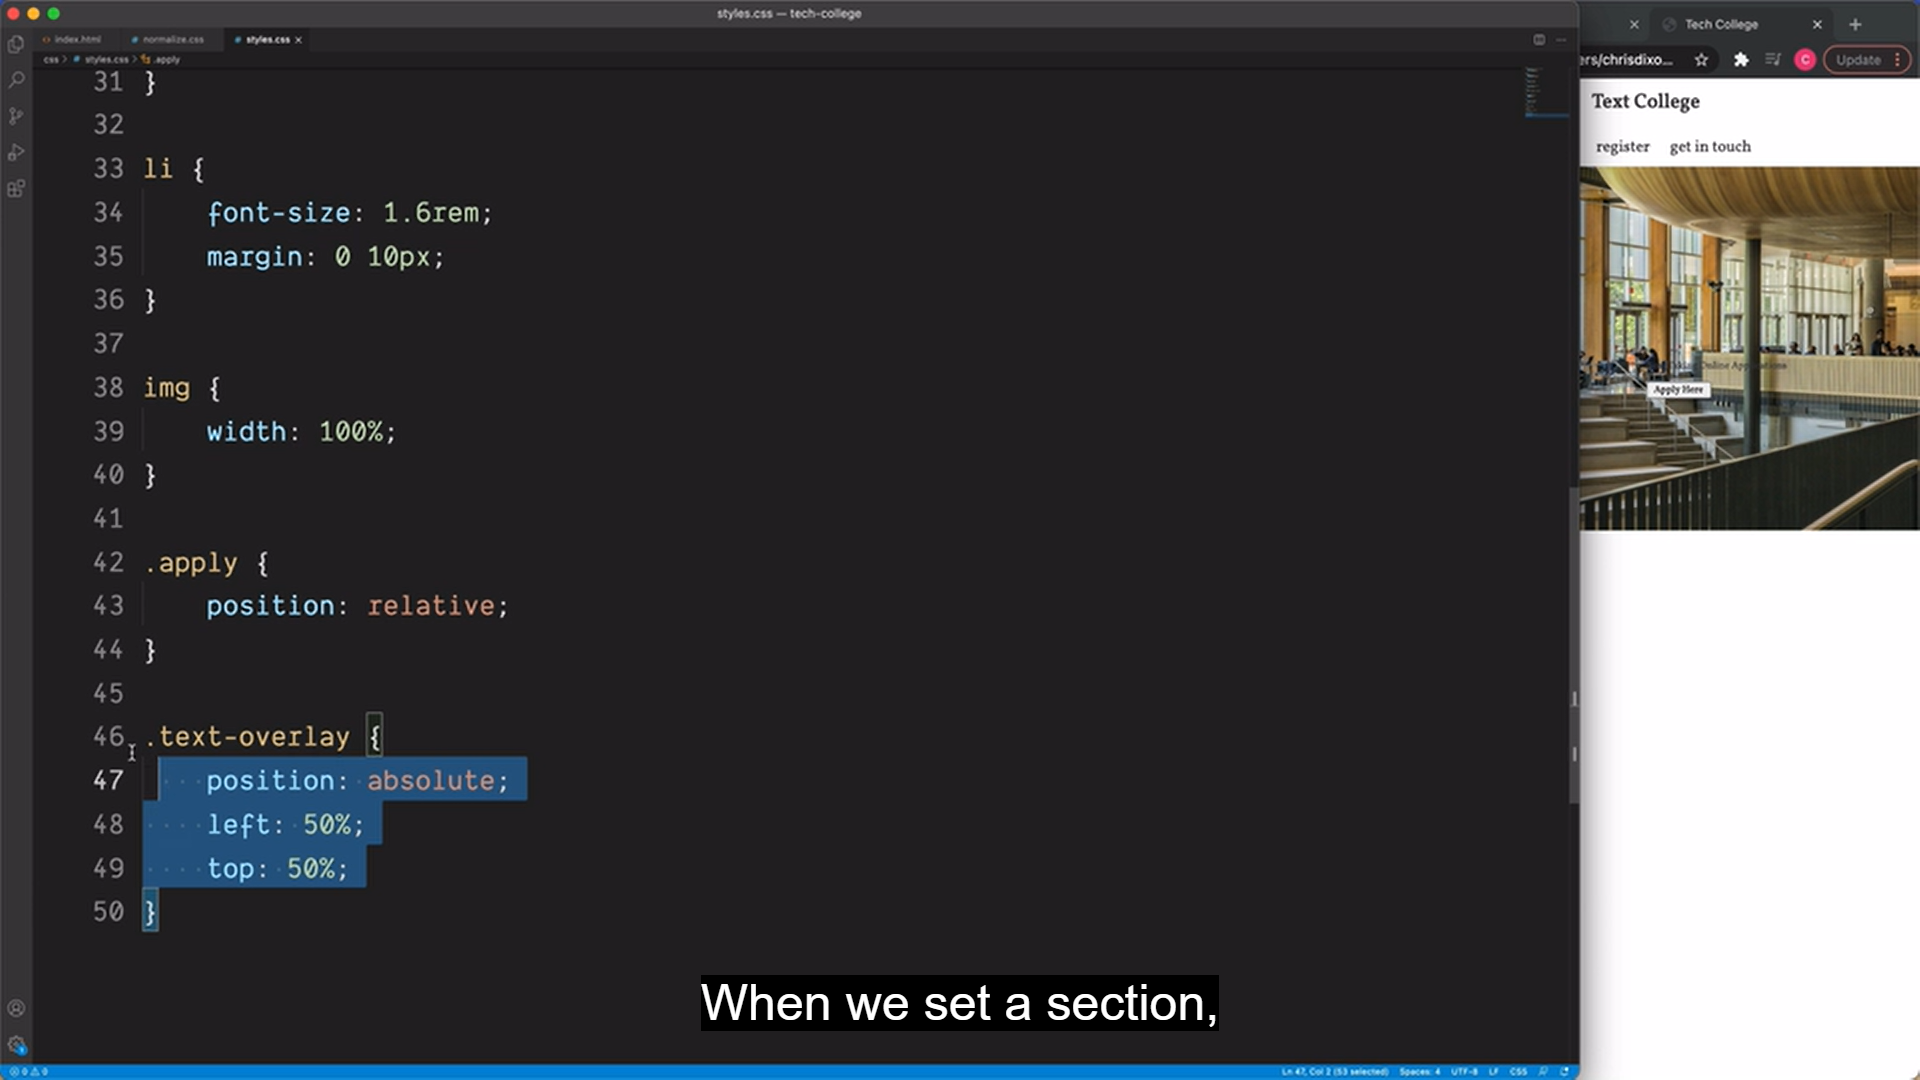 styles.css — tech-college
index.html
normalize.css
styles.css
Tech College
css > # styles.css > .apply
ers/chrisdixo...
C
Update
31 }
32
33 li {
34 font-size: 1.6rem;
35 margin: 0 10px;
36 }
37
38 img {
39 width: 100%;
40 }
41
42 .apply {
43 position: relative;
44 }
45
46 .text-overlay {
47 position: absolute;
48 left: 50%;
49 top: 50%;
50 }
Text College
register get in touch
Online Applications
Apply Here
When we set a section,
0 0
Ln 47, Col 2 (53 selected) Spaces: 4 UTF-8 LF CSS